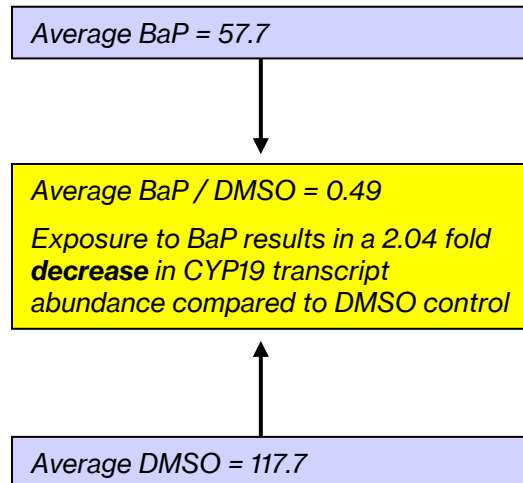 Average BaP = 57.7
Average BaP / DMSO = 0.49
Exposure to BaP results in a 2.04 fold
decrease in CYP19 transcript
abundance compared to DMSO control
Average DMSO = 117.7